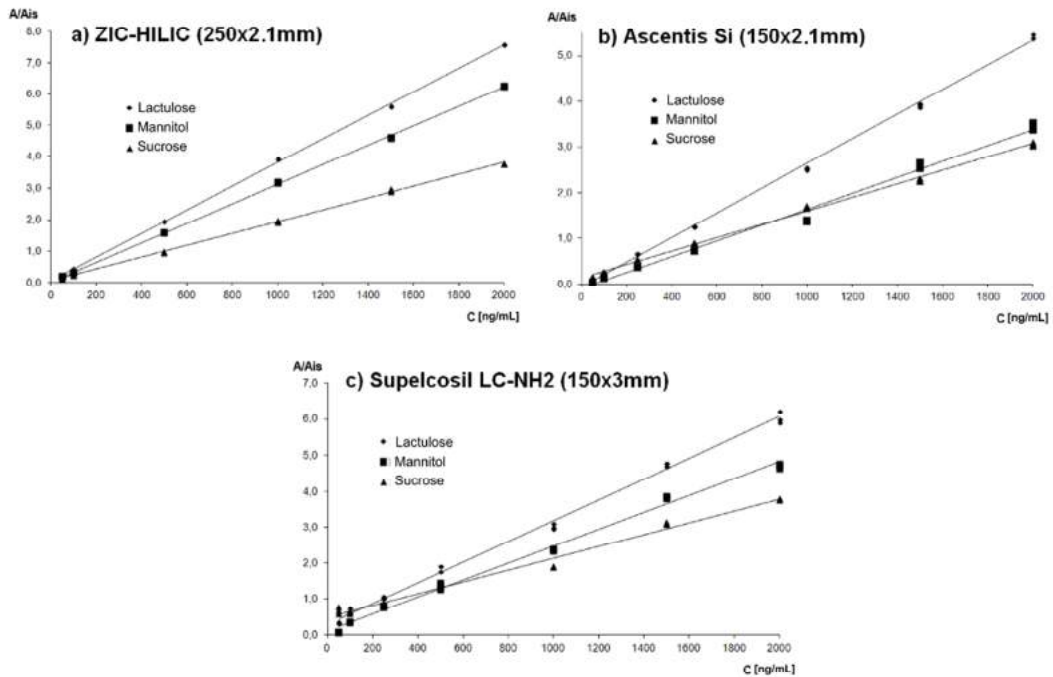 A/Ais
a) ZIC-HILIC (250x2.1mm)
8,0
7,0
6,0
5,0
4,0
3,0
2,0
1,0
0,0
Lactulose
Mannitol
Sucrose
0 200 400 600 800 1000 1200 1400 1600 1800 2000
C [ng/mL]
A/Ais
b) Ascentis Si (150x2.1mm)
5,0
4,0
3,0
2,0
1,0
0,0
Lactulose
Mannitol
Sucrose
0 200 400 600 800 1000 1200 1400 1600 1800 2000
C [ng/mL]
A/Ais
c) Supelcosil LC-NH2 (150x3mm)
7,0
6,0
5,0
4,0
3,0
2,0
1,0
0,0
Lactulose
Mannitol
Sucrose
0 200 400 600 800 1000 1200 1400 1600 1800 2000
C [ng/mL]